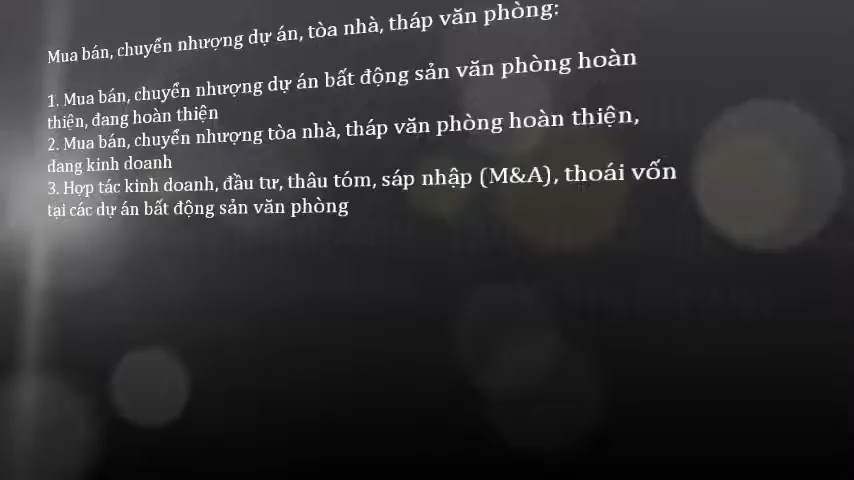 Mua bán, chuyển nhượng dự án, tòa nhà, tháp văn phòng:
1. Mua bán, chuyển nhượng dự án bất động sản văn phòng hoàn
thiện, đang hoàn thiện
2. Mua bán, chuyển nhượng tòa nhà, tháp văn phòng hoàn thiện,
đang kinh doanh
3. Hợp tác kinh doanh, đầu tư, thâu tóm, sáp nhập (M&A), thoái vốn
tại các dự án bất động sản văn phòng